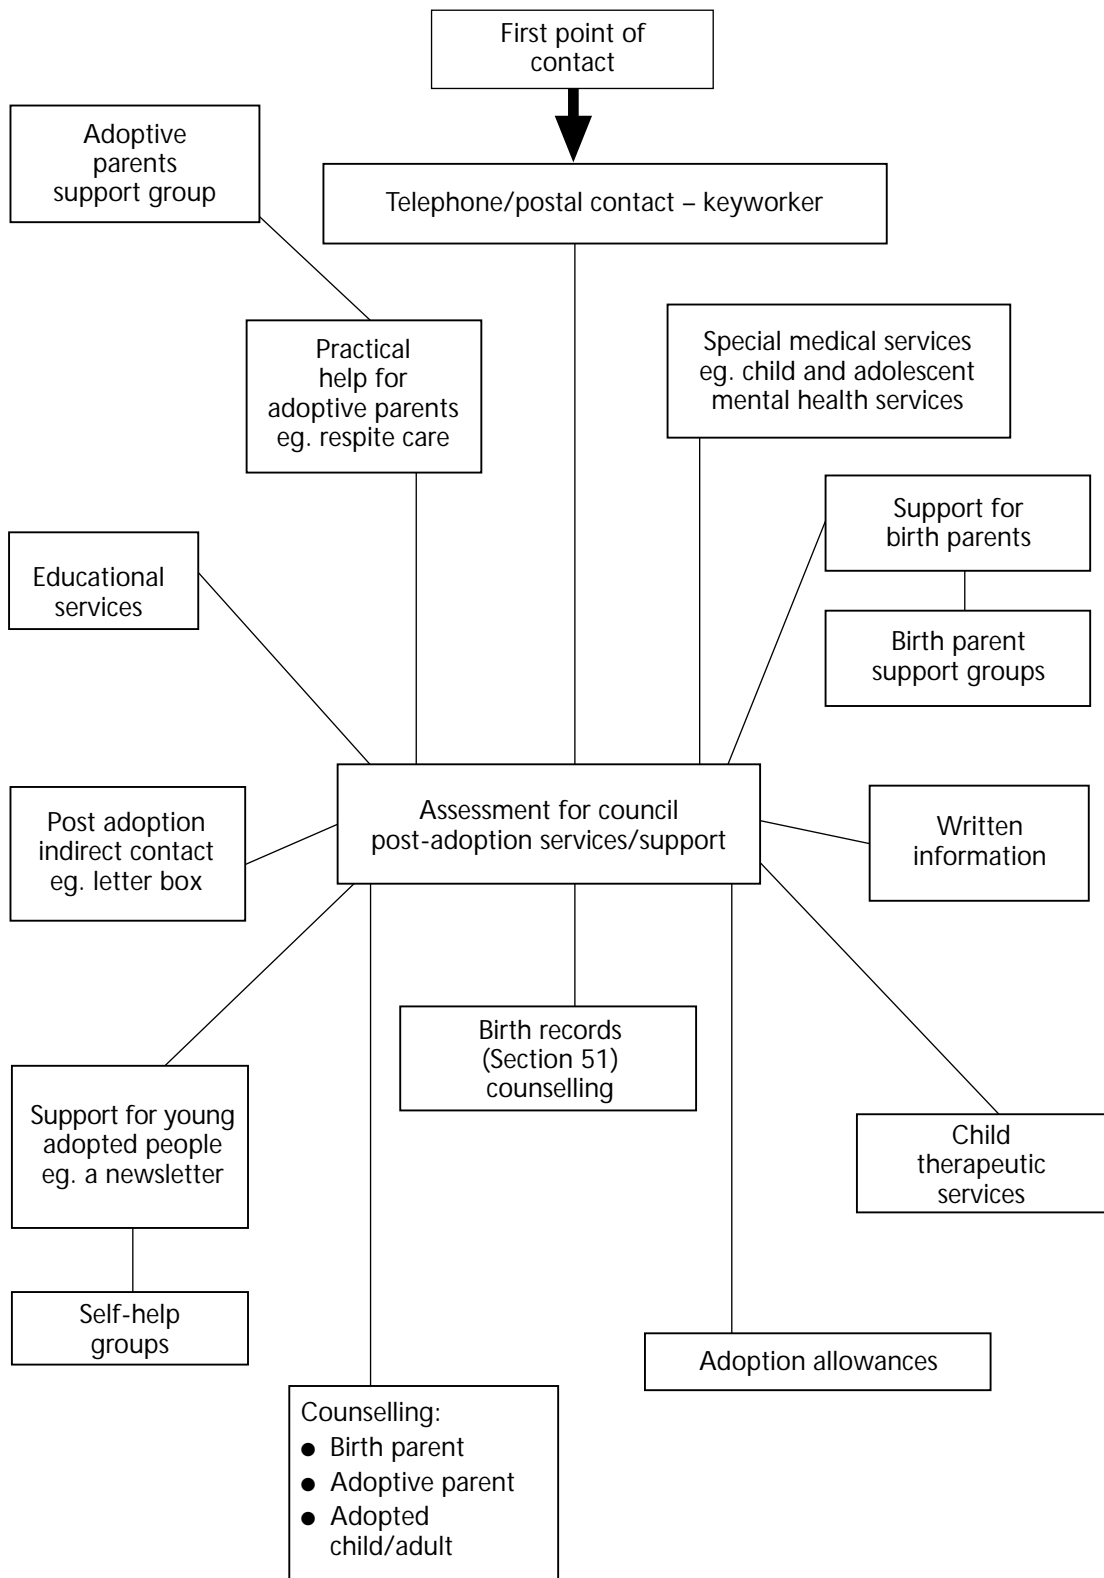 First point of
contact
Adoptive
parents
support group
Telephone/postal contact – keyworker
Practical
help for
adoptive parents
eg. respite care
Special medical services
eg. child and adolescent
mental health services
Support for
birth parents
Educational
services
Birth parent
support groups
Post adoption
indirect contact
eg. letter box
Assessment for council
post-adoption services/support
Written
information
Birth records
(Section 51)
counselling
Support for young
adopted people
eg. a newsletter
Child
therapeutic
services
Self-help
groups
Adoption allowances
Counselling:
● Birth parent
● Adoptive parent
● Adopted
child/adult